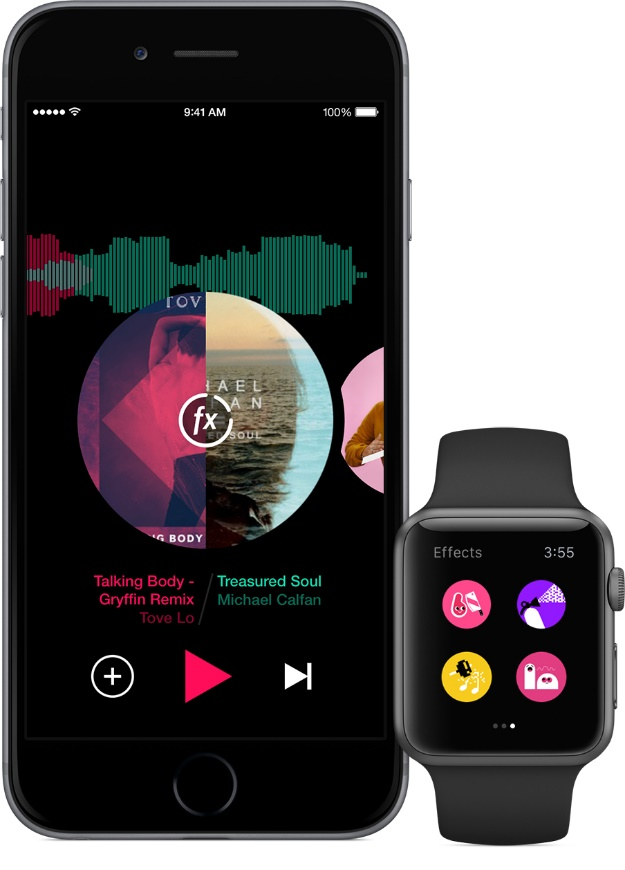 9:41 AM
100%
TOV
HAEL
AN
fx
SOUL
NG BODY
Talking Body -
Gryffin Remix
Tove Lo
Treasured Soul
Michael Calfan
Effects
3:55